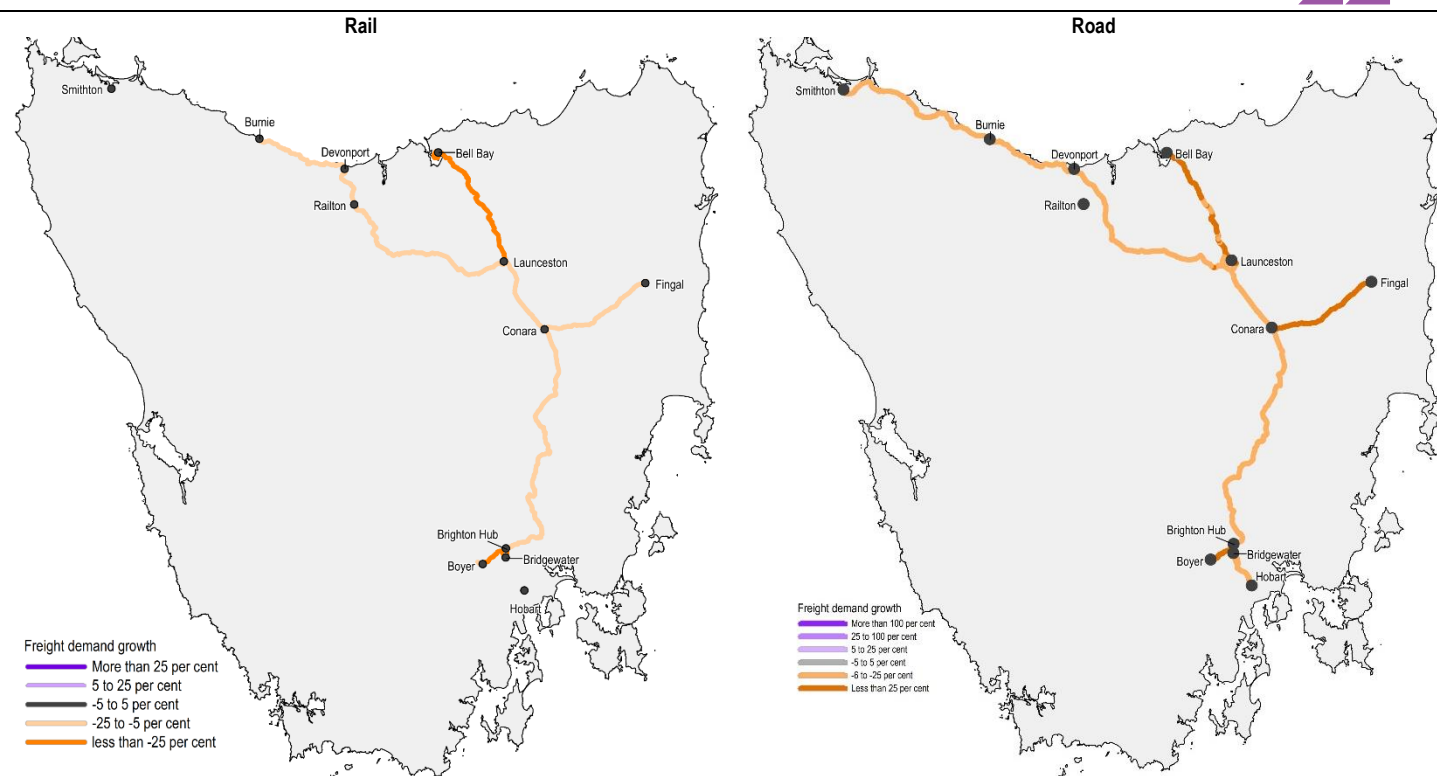 Rail
Smithton
Burnie
Devonport
Bell Bay
Railton
Launceston
Fingal
Conara
Brighton Hub
Bridgewater
Boyer
Hobart
Freight demand growth
More than 25 per cent
5 to 25 per cent
-5 to 5 per cent
-25 to -5 per cent
less than -25 per cent
Road
Smithton
Burnie
Devonport
Bell Bay
Railton
Launceston
Fingal
Conara
Brighton Hub
Bridgewater
Boyer
Hobart
Freight demand growth
More than 100 per cent
25 to 100 per cent
5 to 25 per cent
-5 to 5 per cent
-6 to -25 per cent
Less than 25 per cent